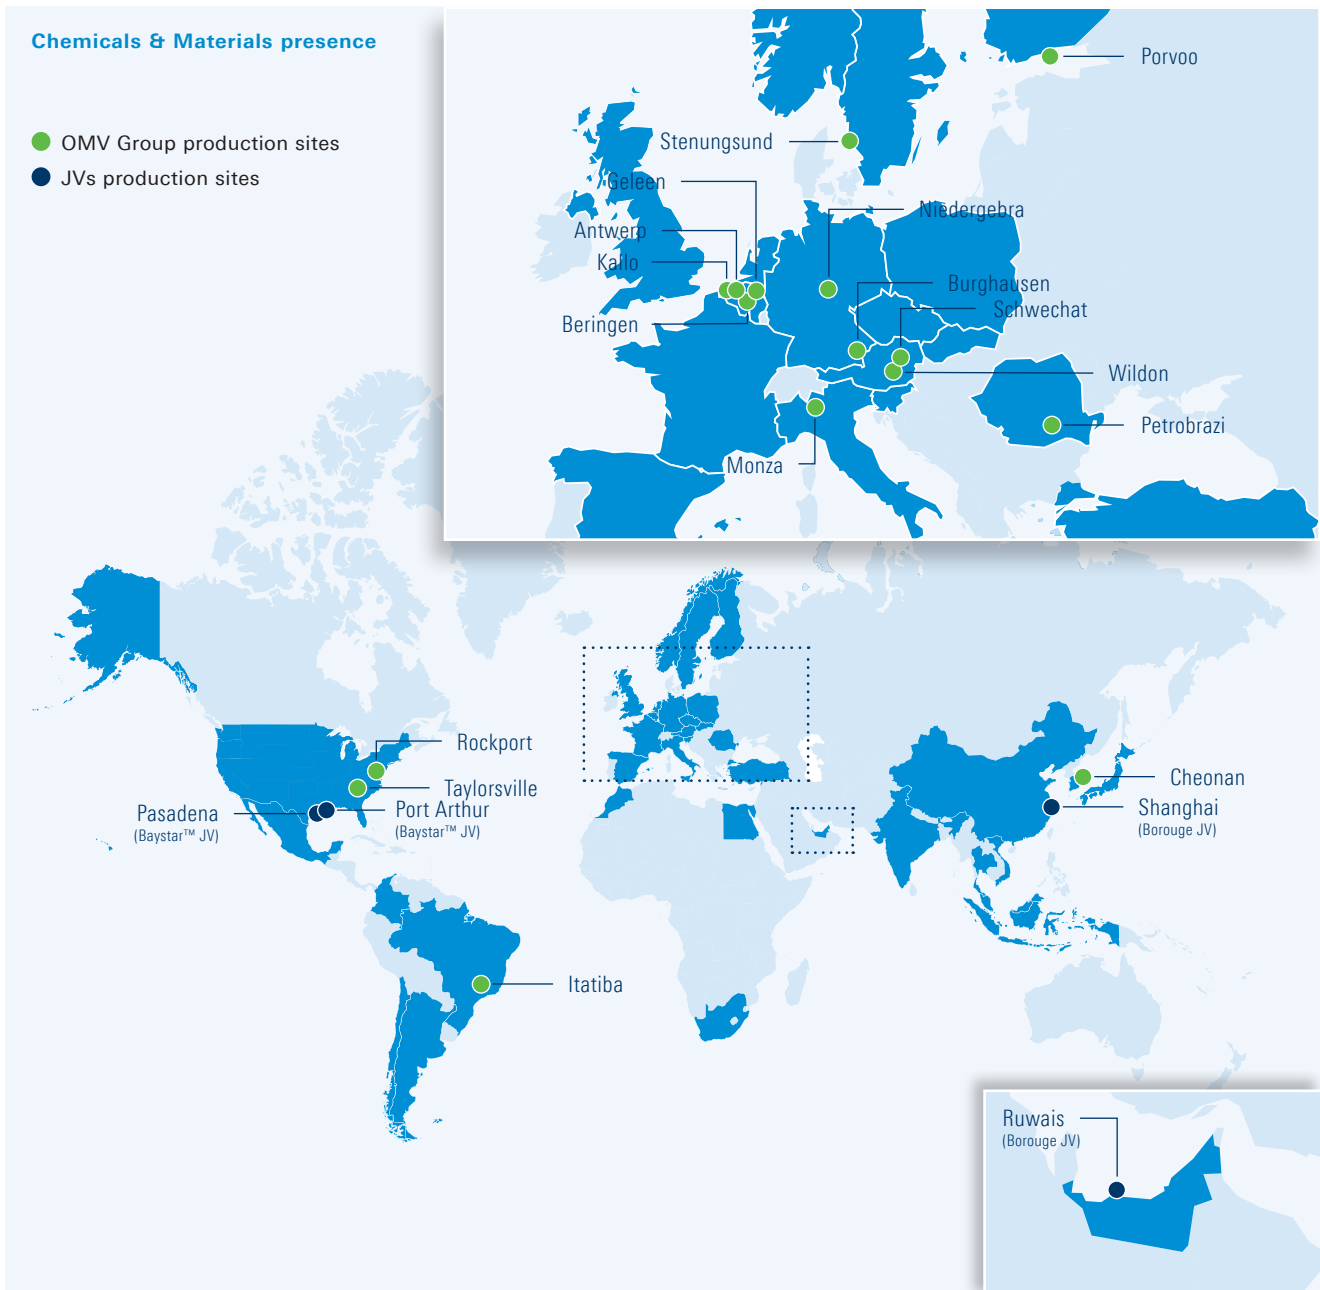 Chemicals & Materials presence
OMV Group production sites
JVs production sites
Porvoo
Stenungsund
Geleen
Niedergebra
Antwerp
Kallo
Burghausen
Schwechat
Beringen
Wildon
Petrobrazi
Monza
Rockport
Taylorsville
Pasadena
(Baystar™ JV)
Port Arthur
(Baystar™ JV)
Cheonan
Shanghai
(Borouge JV)
Itatiba
Ruwais
(Borouge JV)